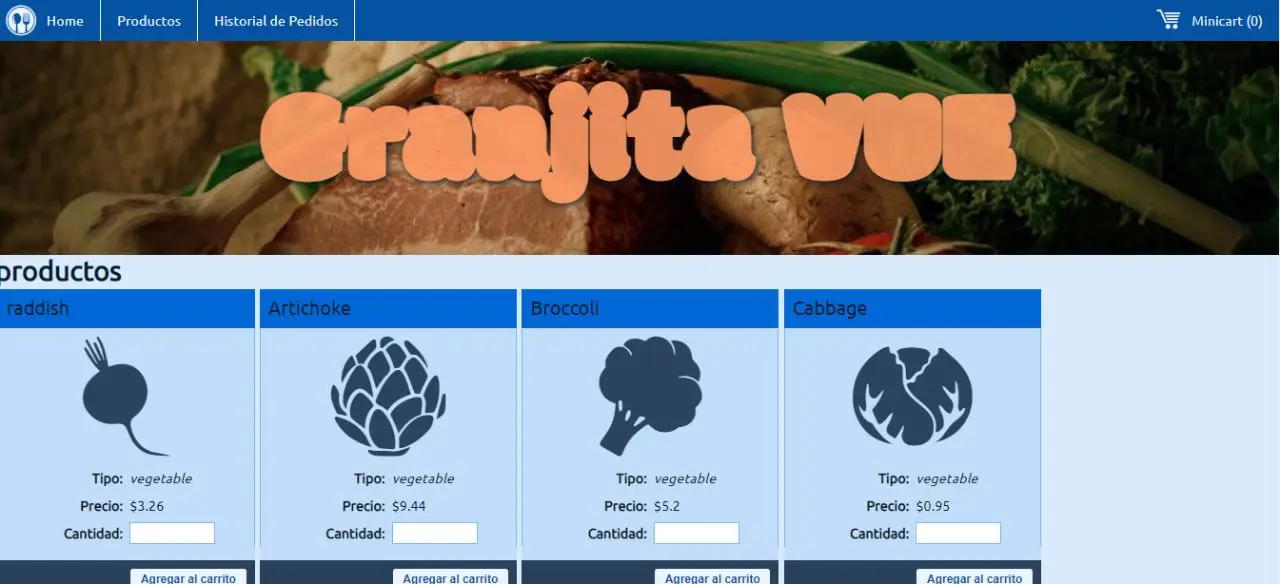 Home Productos Historial de Pedidos Minicart (0)
Granjita VUE
productos
raddish Artichoke Broccoli Cabbage
Tipo: vegetable Tipo: vegetable Tipo: vegetable Tipo: vegetable
Precio: $3.26 Precio: $9.44 Precio: $5.2 Precio: $0.95
Cantidad: Cantidad: Cantidad: Cantidad:
Agregar al carrito Agregar al carrito Agregar al carrito Agregar al carrito